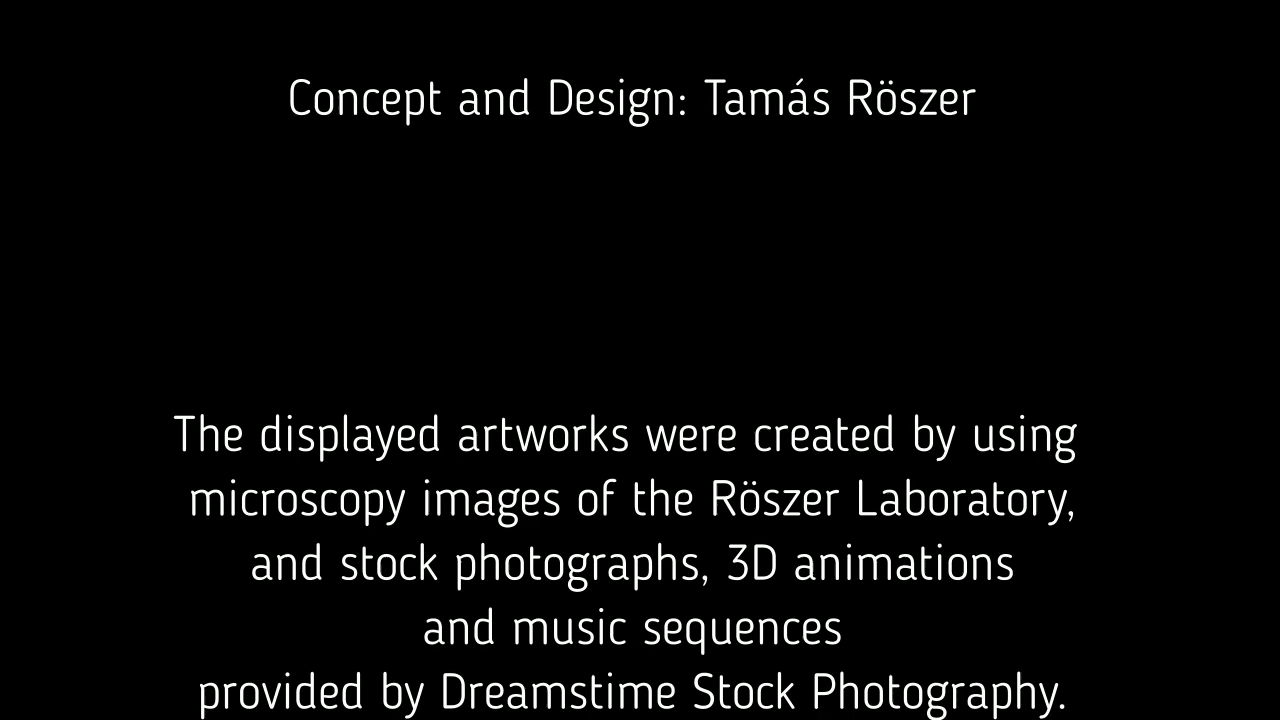 Concept and Design: Tamás Röszer
The displayed artworks were created by using
microscopy images of the Röszer Laboratory,
and stock photographs, 3D animations
and music sequences
provided by Dreamstime Stock Photography.